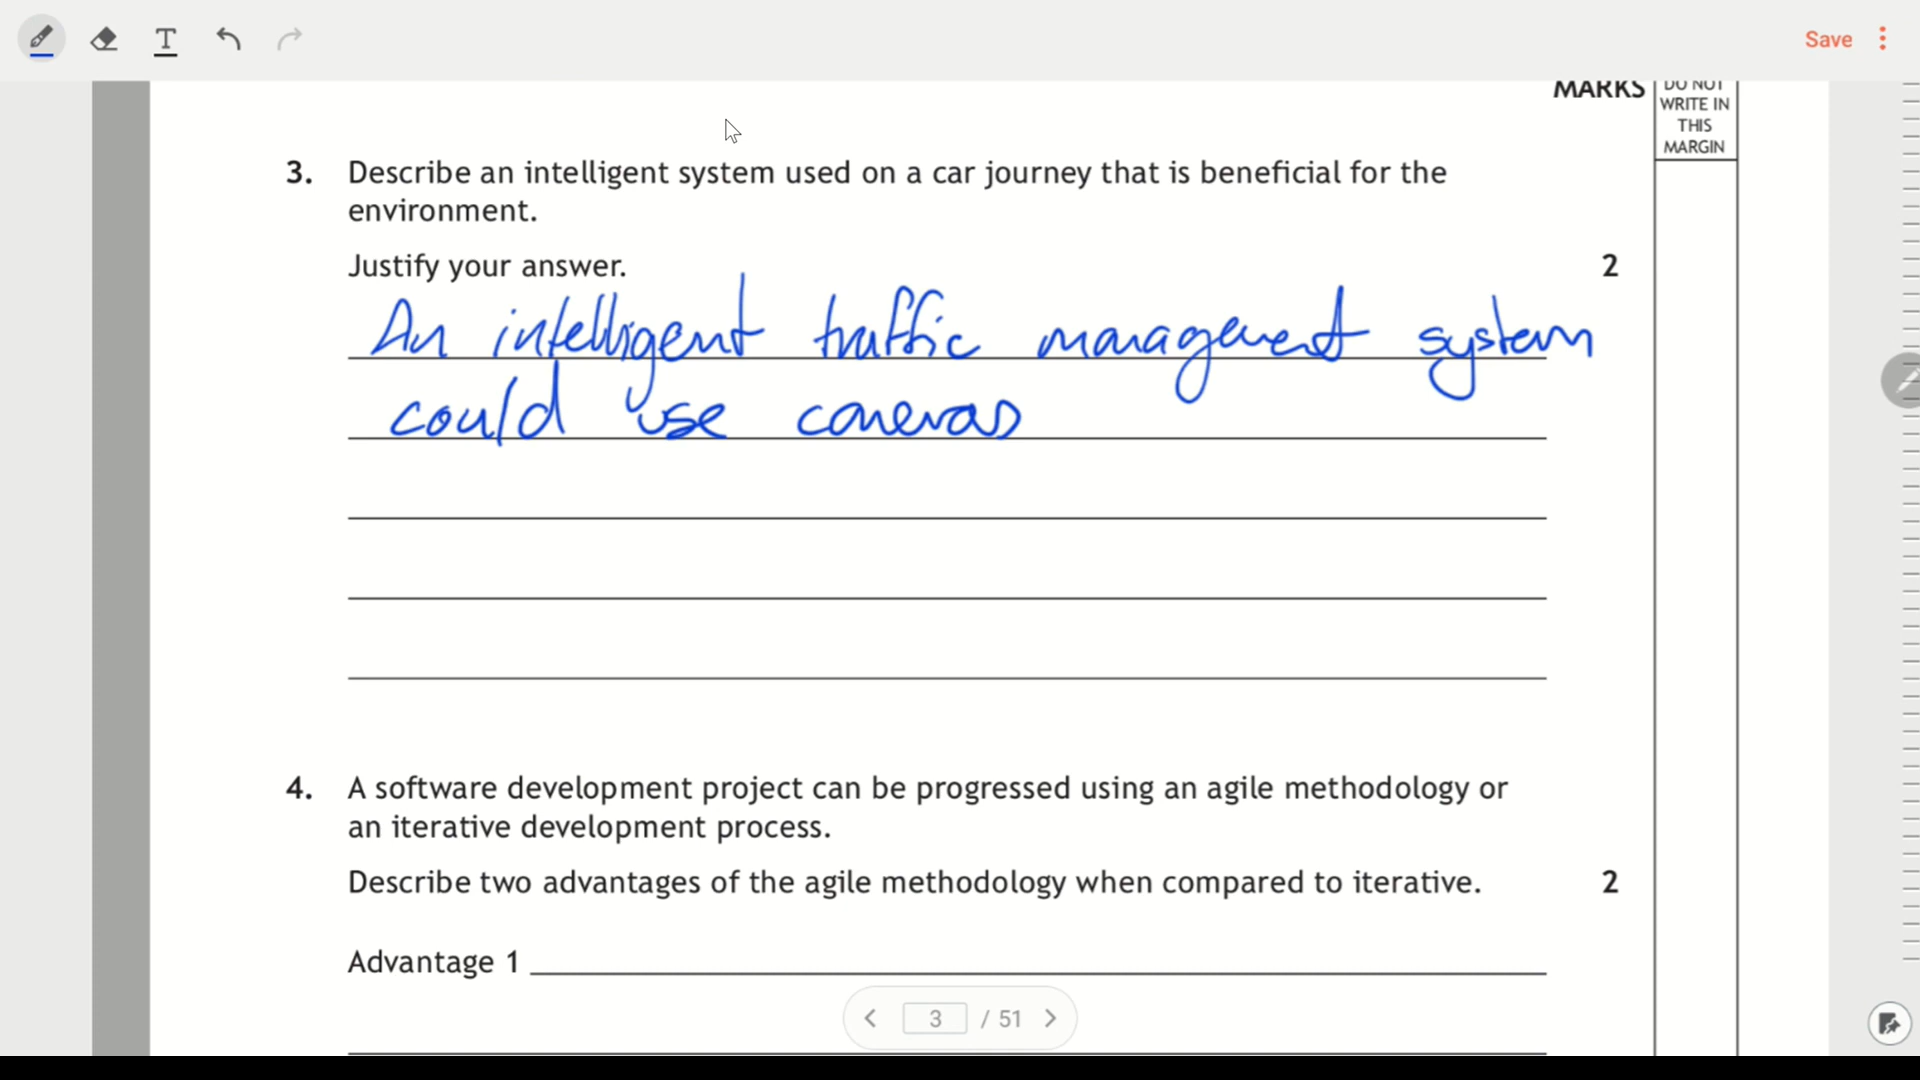 Save
MARKS
DO NOT
WRITE IN
THIS
MARGIN
3. Describe an intelligent system used on a car journey that is beneficial for the
environment.
Justify your answer. 2
An intelligent traffic management system
could use cameras
4. A software development project can be progressed using an agile methodology or
an iterative development process.
Describe two advantages of the agile methodology when compared to iterative. 2
Advantage 1
3 / 51